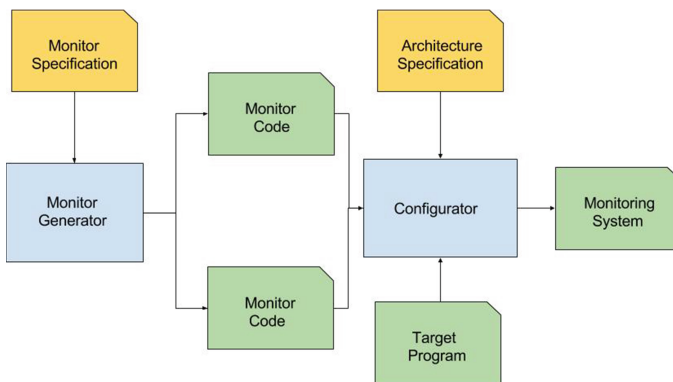 Monitor
Specification
Architecture
Specification
Monitor
Code
Monitor
Generator
Configurator
Monitoring
System
Monitor
Code
Target
Program